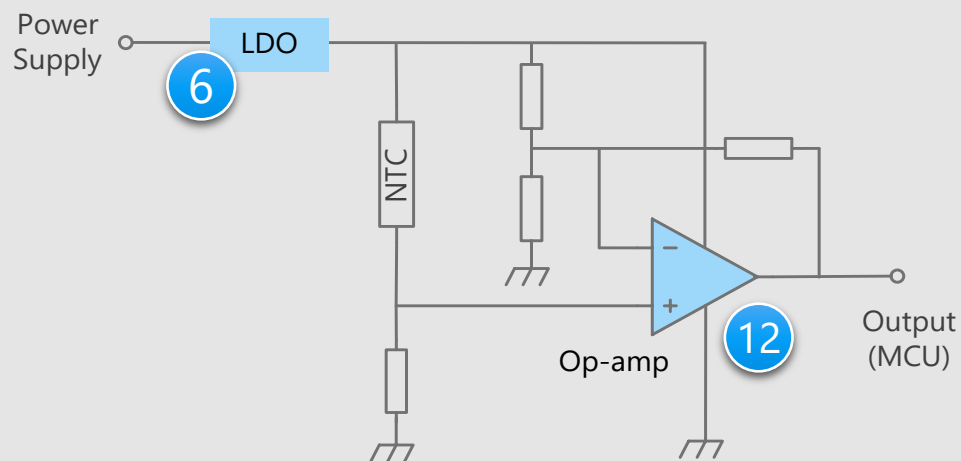 Power
Supply
LDO
6
NTC
−
+
12
Op-amp
Output
(MCU)